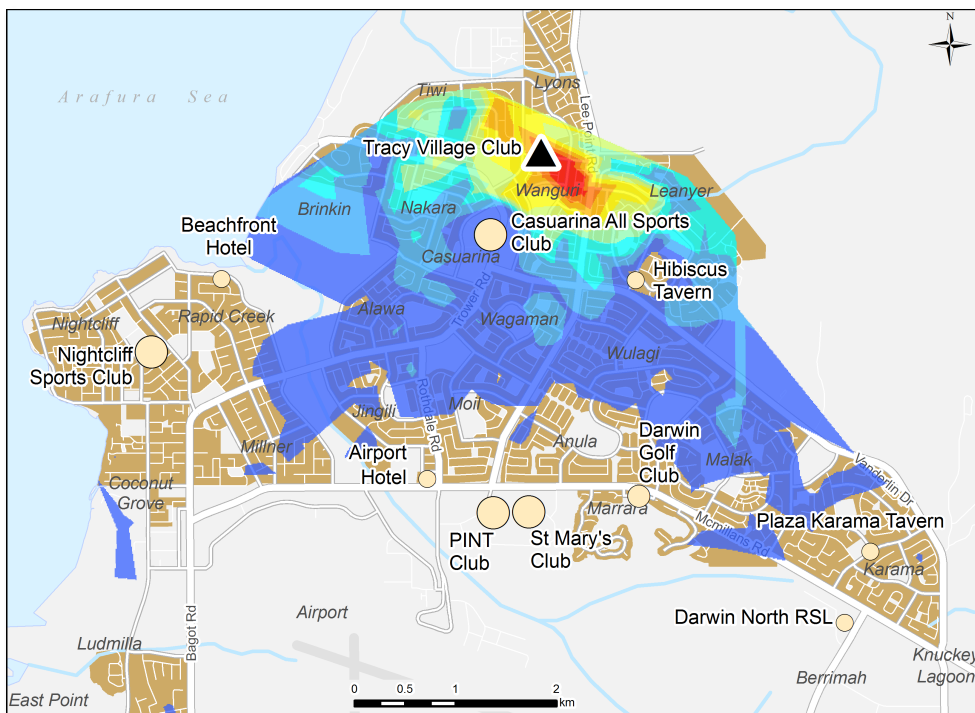 N
Tiwi
Lyons
Arafura Sea
Lee Point Rd
Tracy Village Club
Wanguri
Leanyer
Brinkin
Nakara
Beachfront
Hotel
Casuarina All Sports
Club
Casuarina
Hibiscus
Tavern
Trower Rd
Alawa
Nightcliff
Rapid Creek
Wagaman
Nightcliff
Sports Club
Wulagi
Rothdale Rd
Jingili
Moil
Millner
Anula
Darwin
Golf
Club
Airport
Hotel
Malak
Vanderlin Dr
Coconut
Grove
Marrara
Mcmillans Rd
PINT
Club
St Mary's
Club
Plaza Karama Tavern
Karama
Airport
Bagot Rd
Darwin North RSL
Ludmilla
Knuckey
Lagoon
Berrimah
East Point
0 0.5 1 2
km